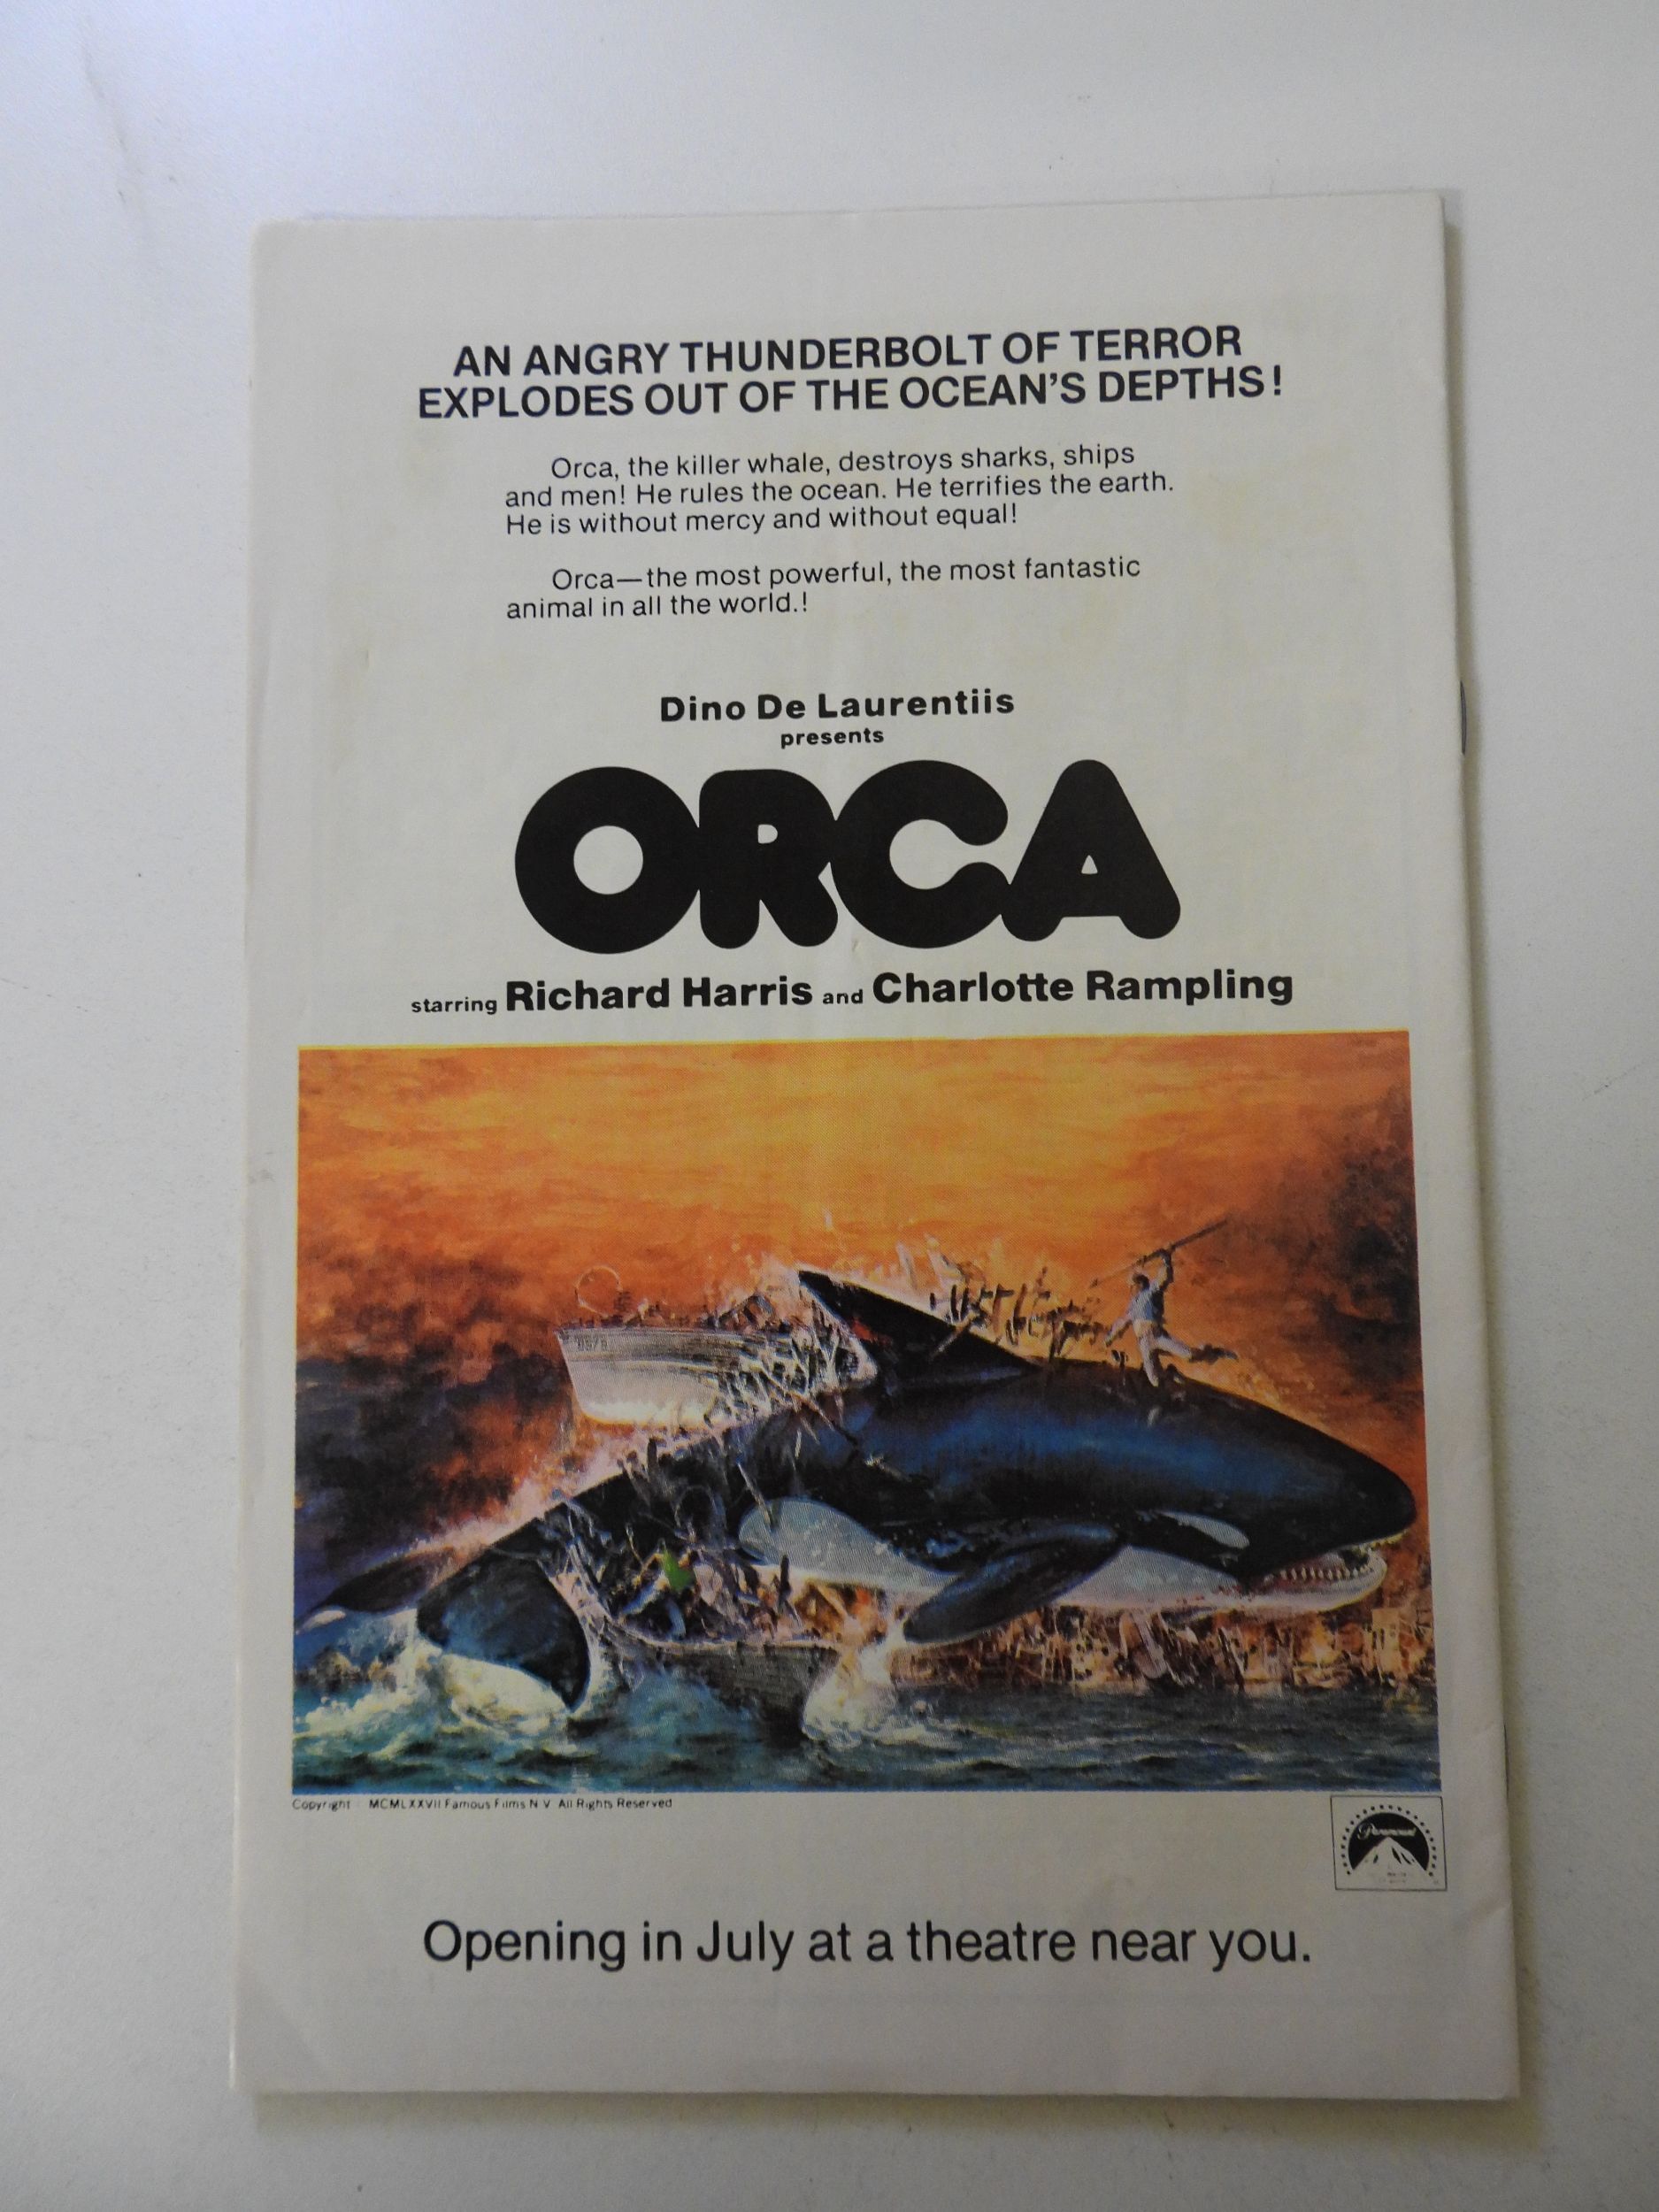 AN ANGRY THUNDERBOLT OF TERROR
EXPLODES OUT OF THE OCEAN'S DEPTHS!
Orca, the killer whale, destroys sharks, ships
and men! He rules the ocean. He terrifies the earth.
He is without mercy and without equal!
Orca—the most powerful, the most fantastic
animal in all the world.!
Dino De Laurentiis
presents
ORCA
starring Richard Harris and Charlotte Rampling
Copyright MCMLXXVII Famous Films N.V. All Rights Reserved
Paramount
Opening in July at a theatre near you.